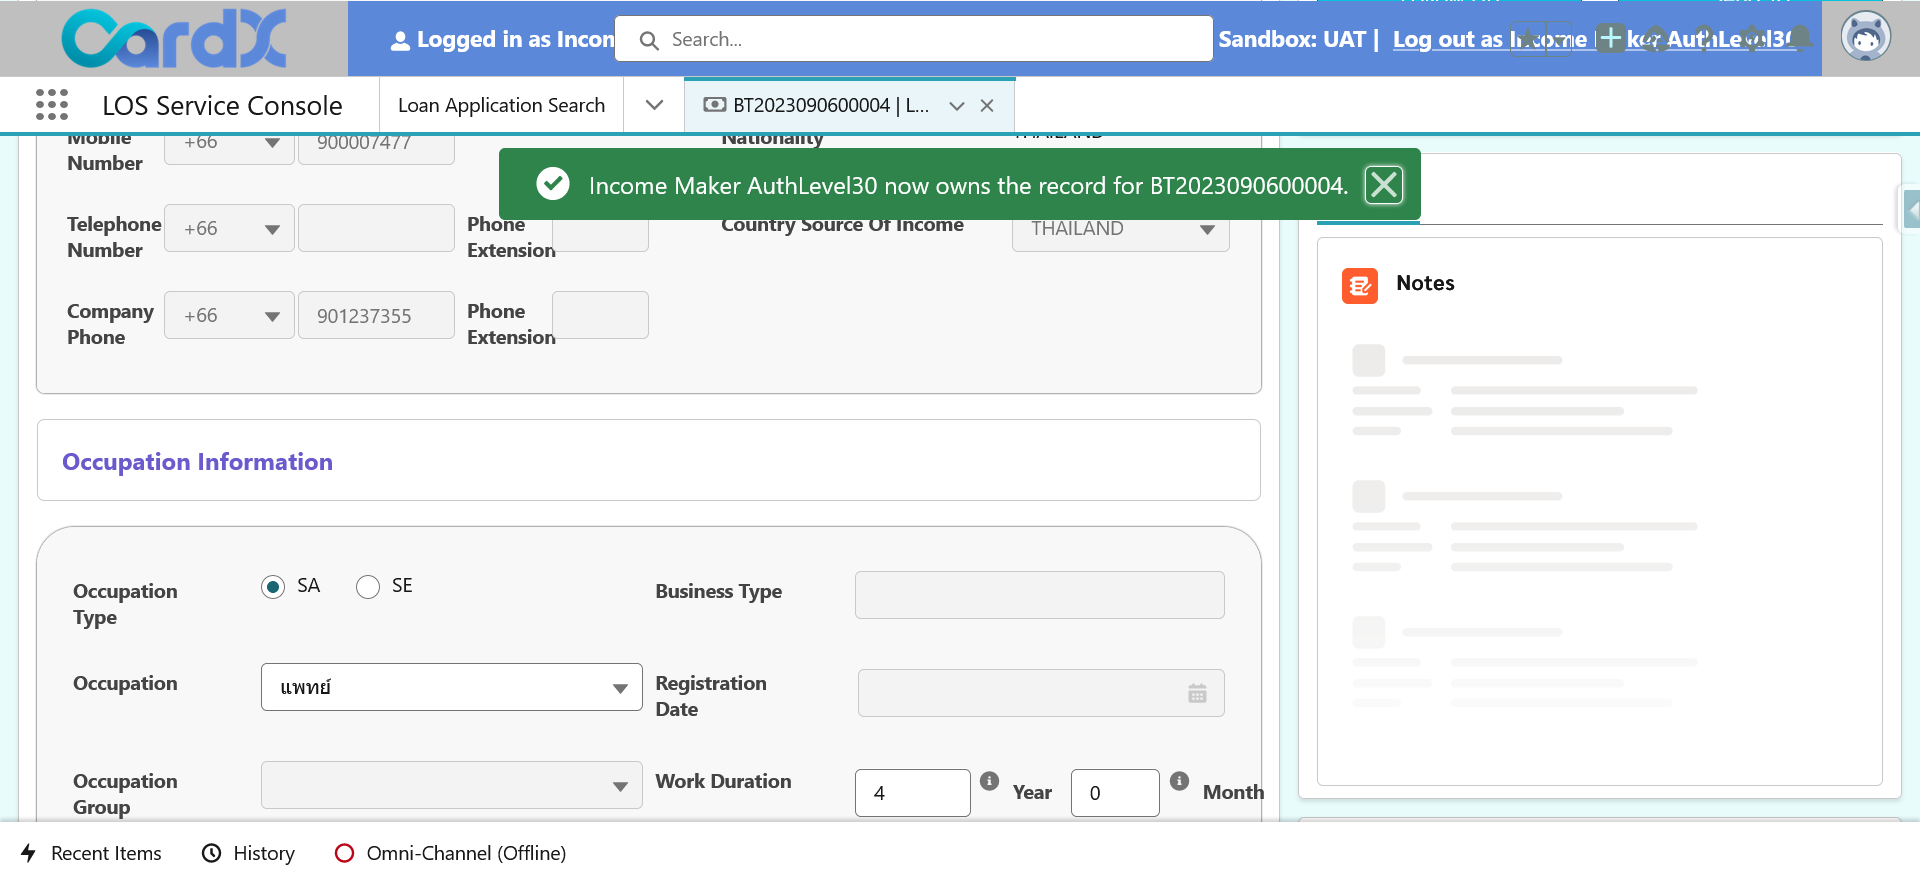 CardX
Logged in as Incom
Search...
Sandbox: UAT |
Log out as Income
ker AuthLevel30
LOS Service Console
Loan Application Search
BT2023090600004 | L...
Mobile
Number
+66
900007477
Nationality
THAILAND
Income Maker AuthLevel30 now owns the record for BT2023090600004.
Telephone
Number
+66
Phone
Extension
Country Source Of Income
THAILAND
Company
Phone
+66
901237355
Phone
Extension
Notes
Occupation Information
Occupation
Type
SA
SE
Business Type
Occupation
แพทย์
Registration
Date
Occupation
Group
Work Duration
4
Year
0
Month
Recent Items
History
Omni-Channel (Offline)